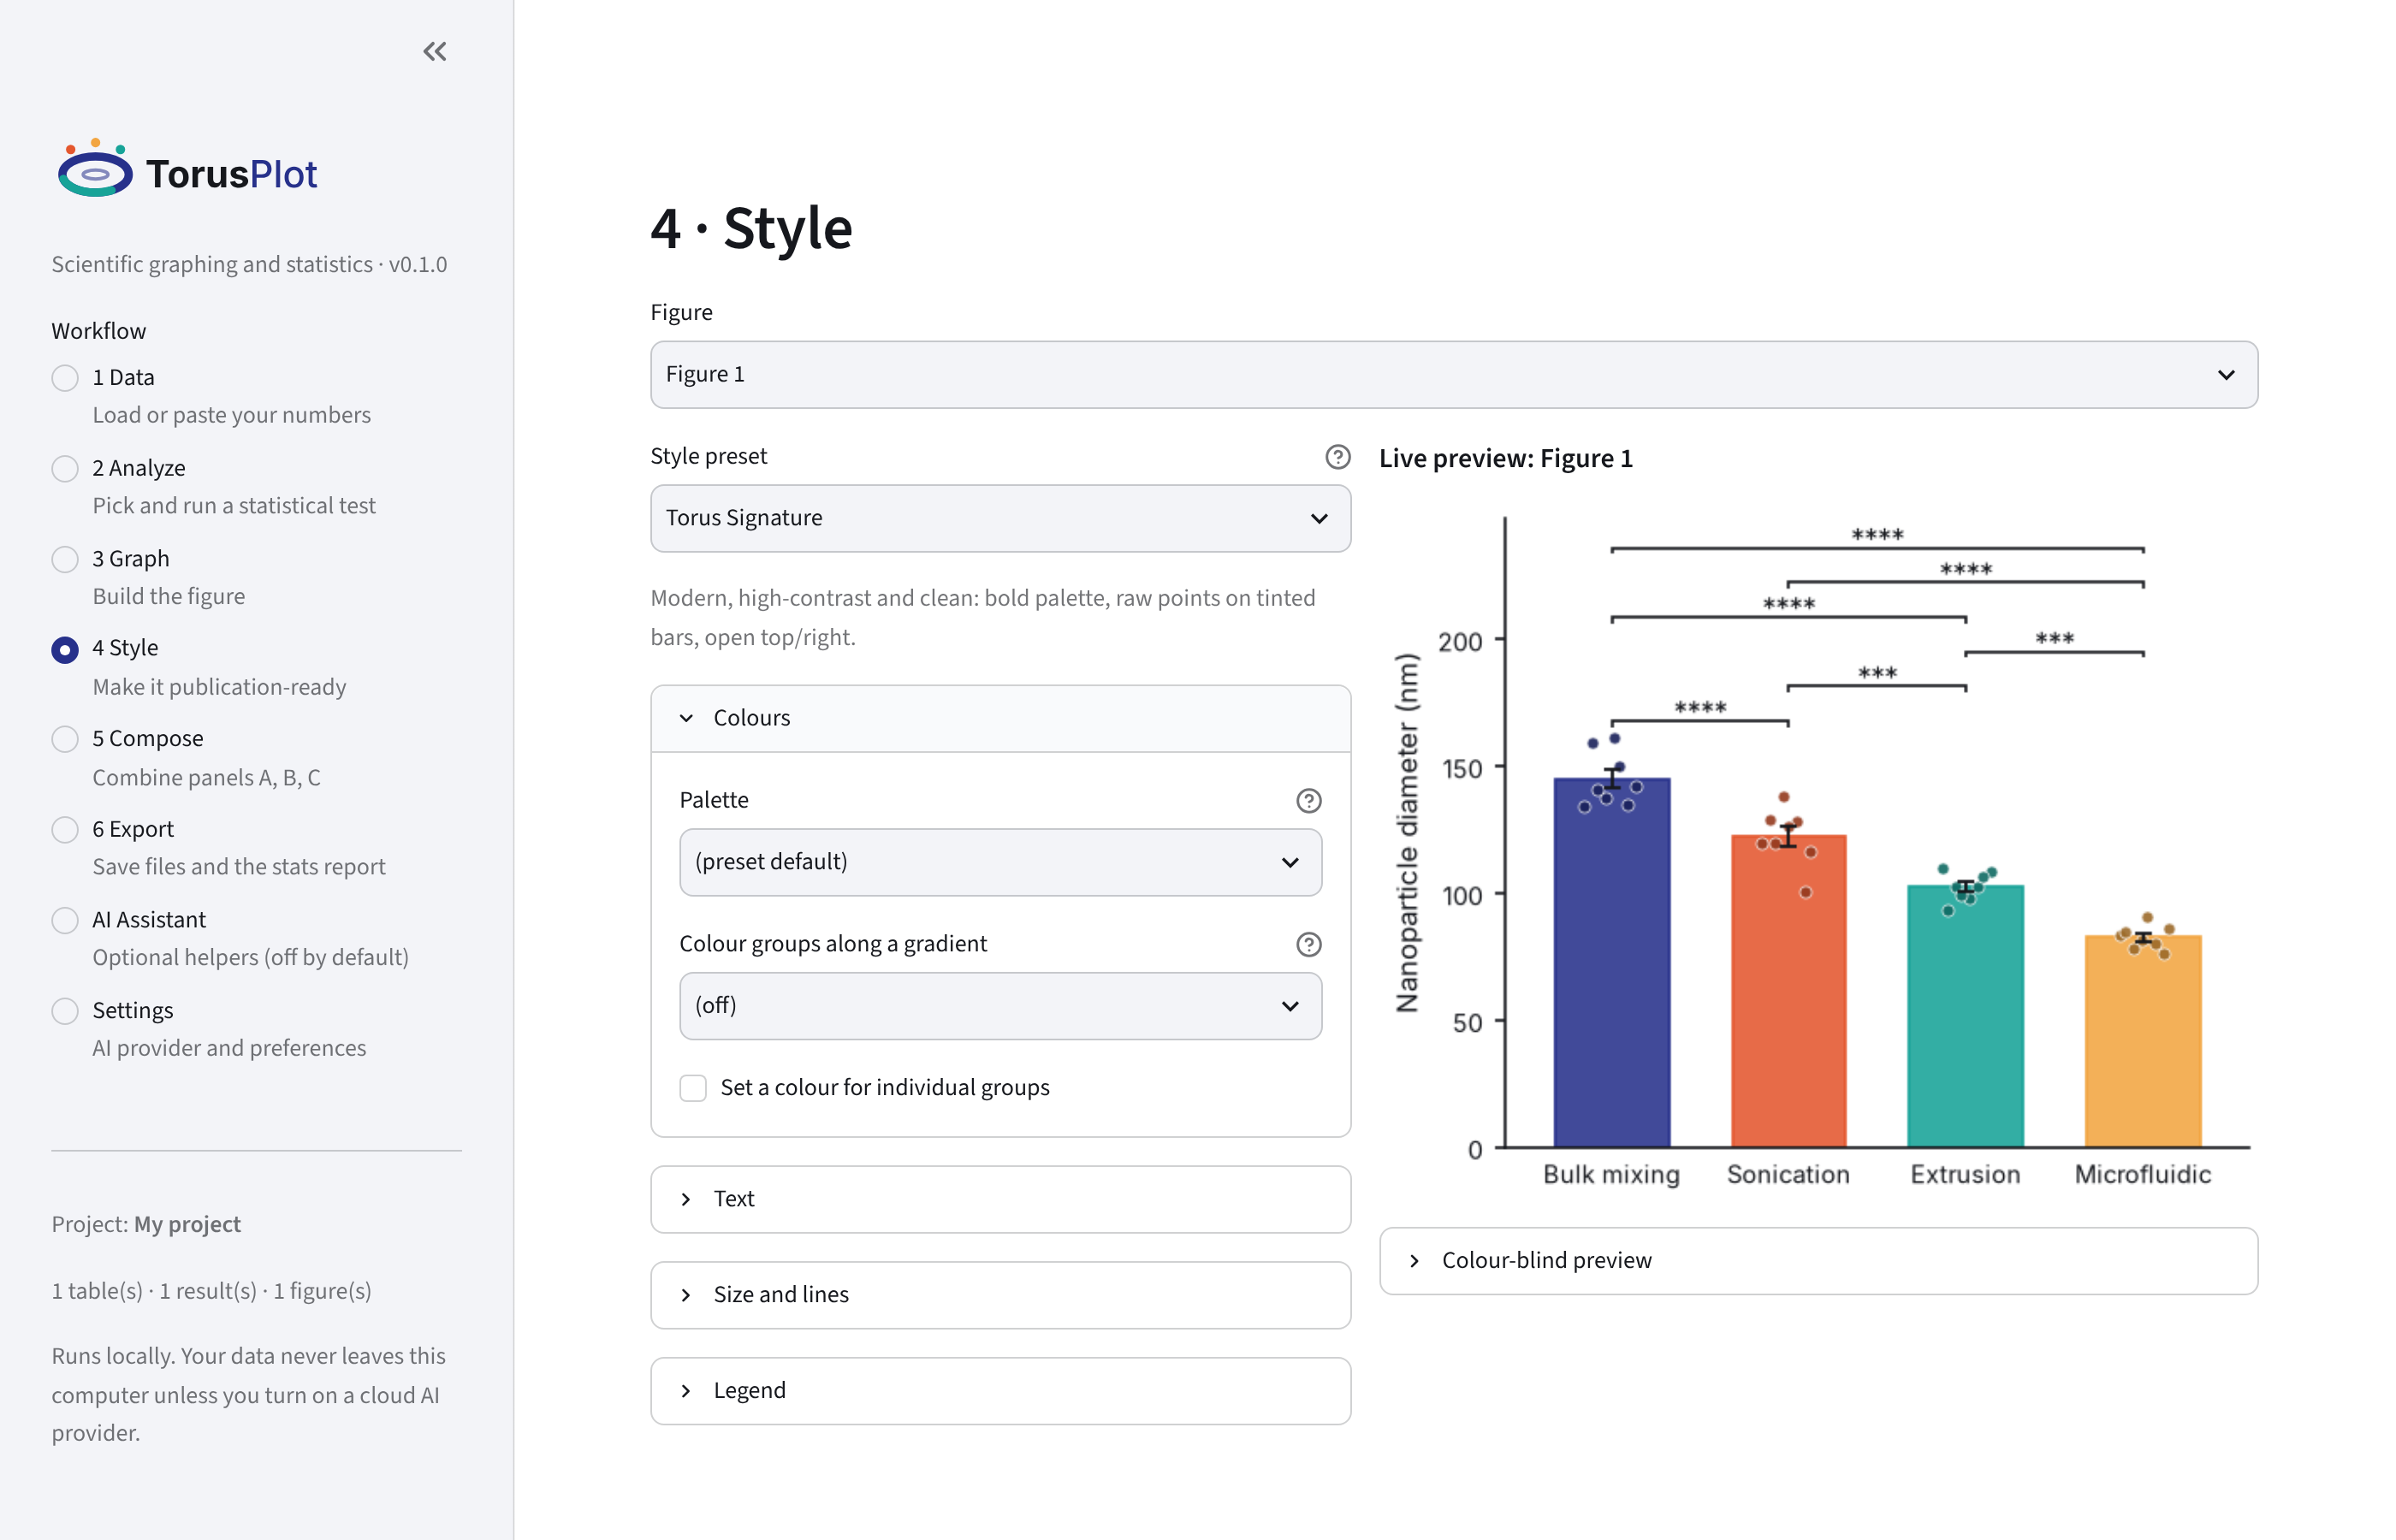 TorusPlot
Scientific graphing and statistics · v0.1.0
Workflow
1 Data
Load or paste your numbers
2 Analyze
Pick and run a statistical test
3 Graph
Build the figure
4 Style
Make it publication-ready
5 Compose
Combine panels A, B, C
6 Export
Save files and the stats report
AI Assistant
Optional helpers (off by default)
Settings
AI provider and preferences
Project: My project
1 table(s) · 1 result(s) · 1 figure(s)
Runs locally. Your data never leaves this
computer unless you turn on a cloud AI
provider.
4 · Style
Figure
Figure 1
Style preset
Torus Signature
Modern, high-contrast and clean: bold palette, raw points on tinted
bars, open top/right.
Colours
Palette
(preset default)
Colour groups along a gradient
(off)
Set a colour for individual groups
Text
Size and lines
Legend
Live preview: Figure 1
****
****
****
***
***
****
Nanoparticle diameter (nm)
200
150
100
50
0
Bulk mixing
Sonication
Extrusion
Microfluidic
Colour-blind preview